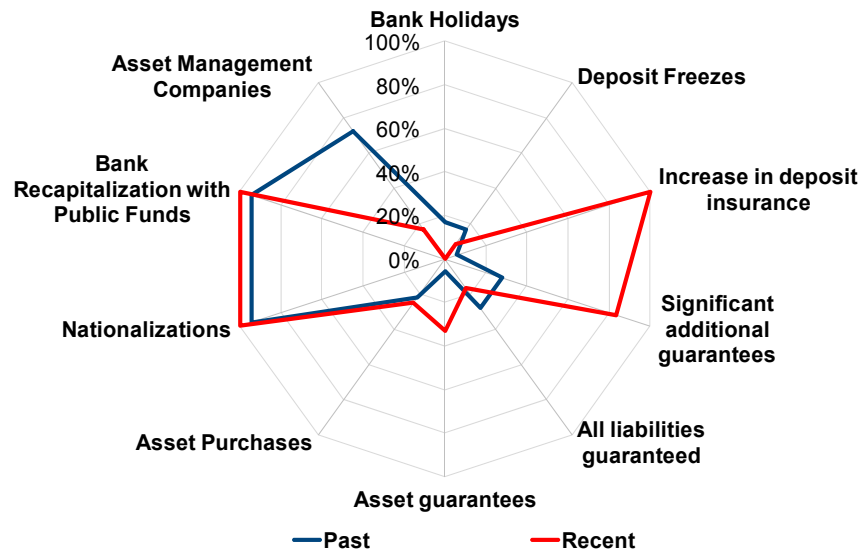 Bank Holidays
100%
80%
60%
40%
20%
0%
Deposit Freezes
Increase in deposit
insurance
Significant
additional
guarantees
All liabilities
guaranteed
Asset guarantees
Asset Purchases
Nationalizations
Bank
Recapitalization with
Public Funds
Asset Management
Companies
Past
Recent